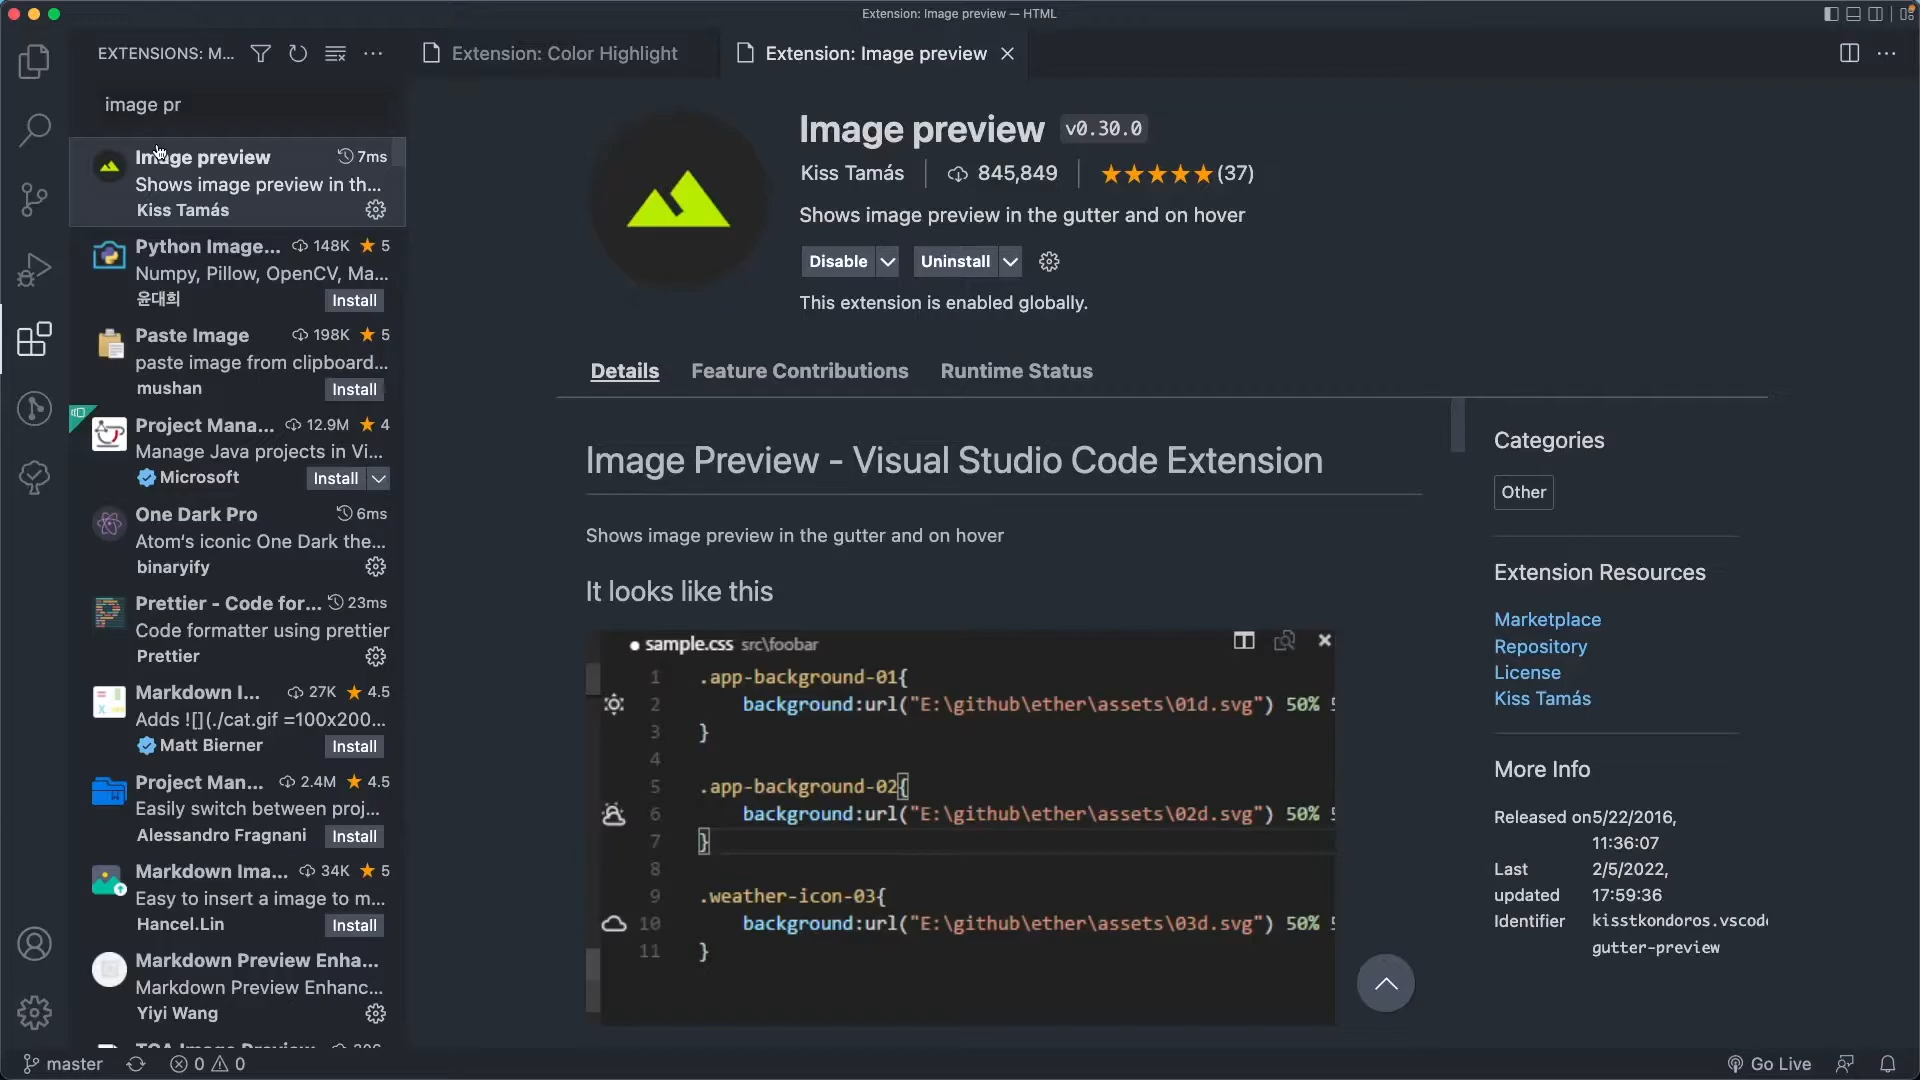 Extension: Image preview — HTML
EXTENSIONS: M...
Extension: Color Highlight
Extension: Image preview
image pr
Image preview 7ms
Shows image preview in th...
Kiss Tamás
Python Image... 148K 5
Numpy, Pillow, OpenCV, Ma...
윤대희 Install
Paste Image 198K 5
paste image from clipboard...
mushan Install
Project Mana... 12.9M 4
Manage Java projects in Vi...
Microsoft Install
One Dark Pro 6ms
Atom's iconic One Dark the...
binaryify
Prettier - Code for... 23ms
Code formatter using prettier
Prettier
Markdown I... 27K 4.5
Adds ![](./cat.gif =100x200...
Matt Bierner Install
Project Man... 2.4M 4.5
Easily switch between proj...
Alessandro Fragnani Install
Markdown Ima... 34K 5
Easy to insert a image to m...
Hancel.Lin Install
Markdown Preview Enha...
Markdown Preview Enhanc...
Yiyi Wang
Image preview v0.30.0
Kiss Tamás 845,849 (37)
Shows image preview in the gutter and on hover
Disable Uninstall
This extension is enabled globally.
Details Feature Contributions Runtime Status
Image Preview - Visual Studio Code Extension
Shows image preview in the gutter and on hover
It looks like this
sample.css src\foobar
1 .app-background-01{
2 background:url("E:\github\ether\assets\01d.svg") 50%
3 }
4
5 .app-background-02{
6 background:url("E:\github\ether\assets\02d.svg") 50%
7 }
8
9 .weather-icon-03{
10 background:url("E:\github\ether\assets\03d.svg") 50%
11 }
Categories
Other
Extension Resources
Marketplace
Repository
License
Kiss Tamás
More Info
Released on 5/22/2016,
11:36:07
Last 2/5/2022,
updated 17:59:36
Identifier kisstkondoros.vscod
gutter-preview
master 0 0
Go Live